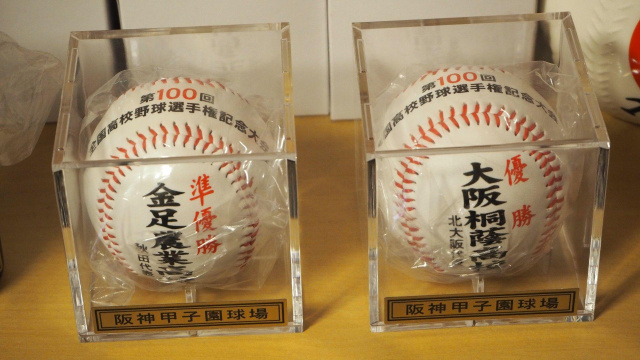 第100回
全国高校野球選手権記念大会
準優勝
金足農業高
秋田代
阪神甲子園球場
第100回
全国高校野球選手権記念大会
優勝
大阪桐蔭高校
北大阪代
阪神甲子園球場